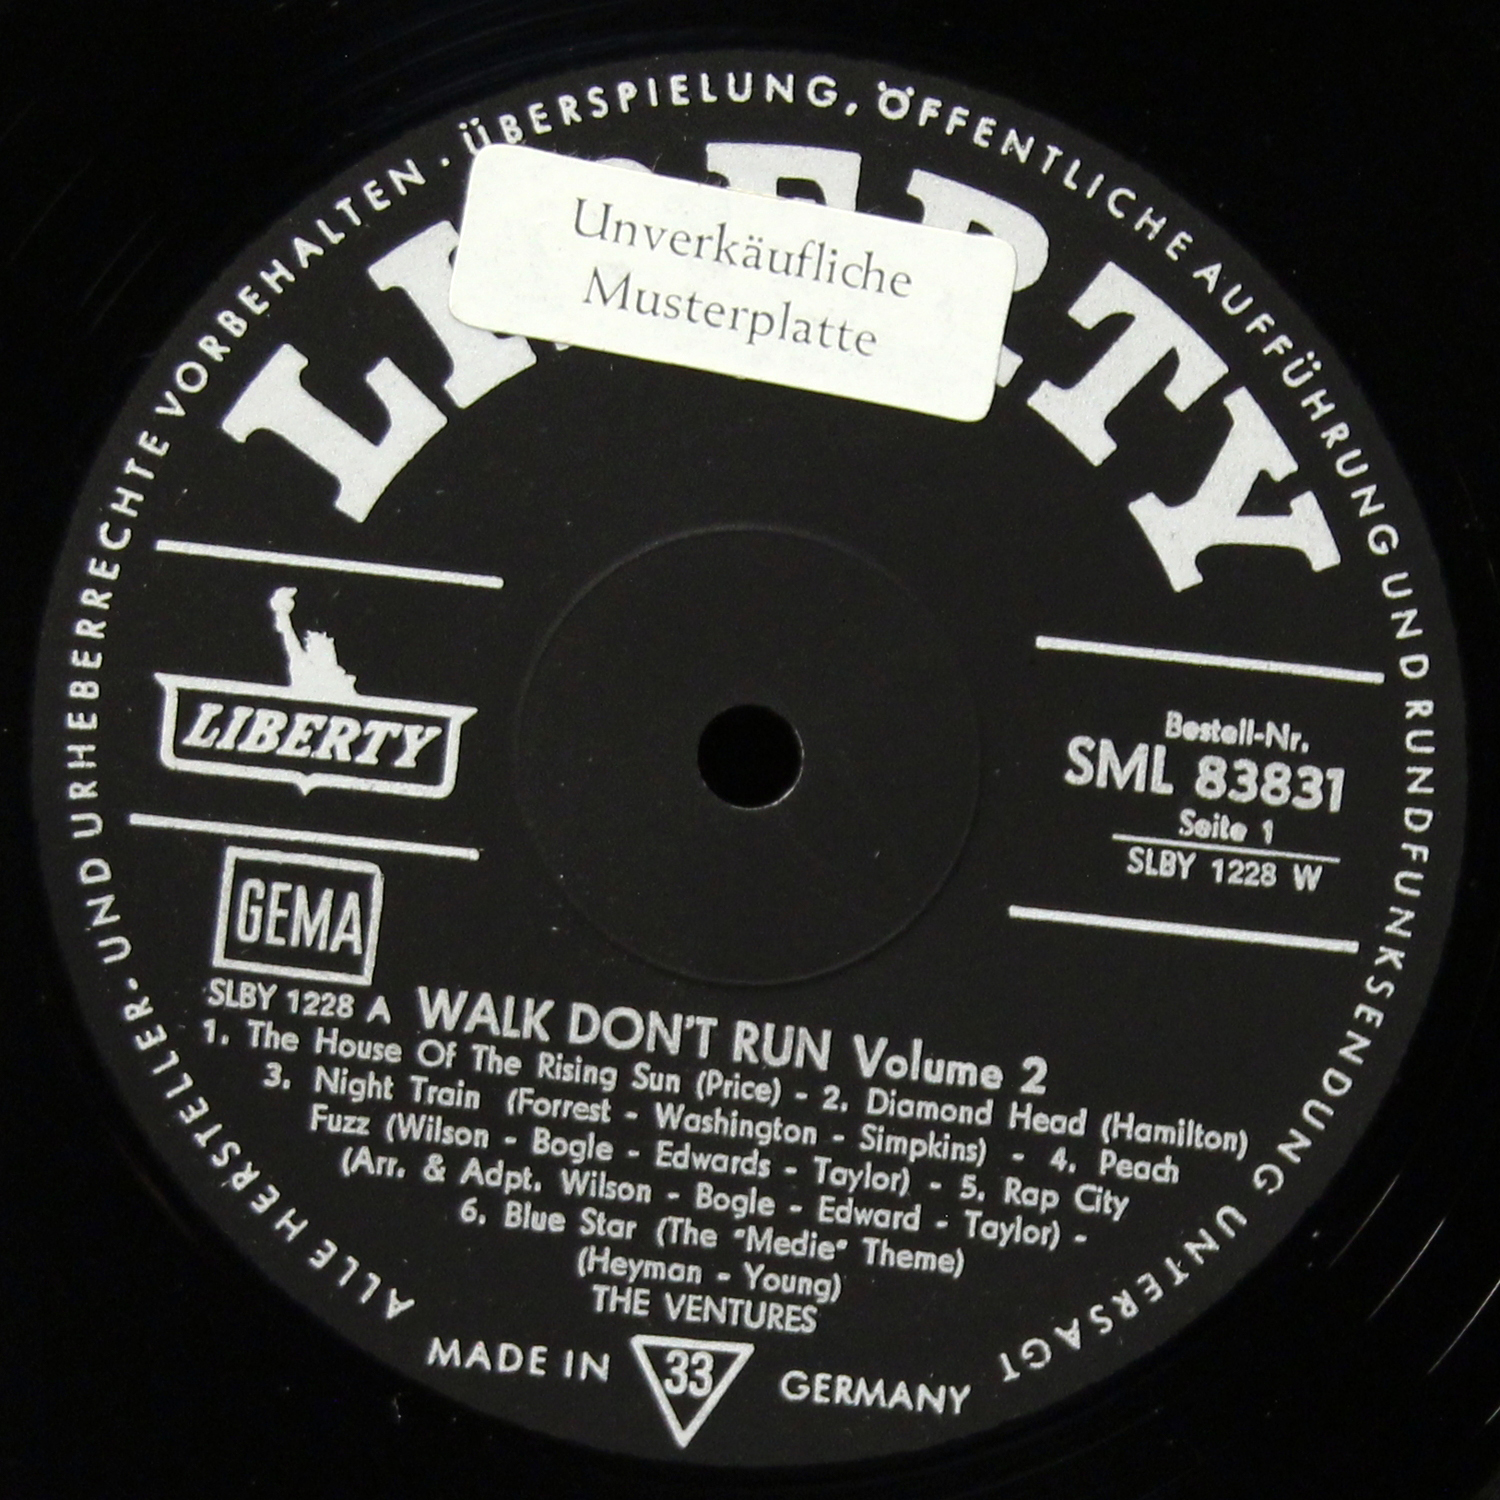 ALLE HERSTELLER- UND URHEBERRECHTE VORBEHALTEN · ÜBERSPIELUNG, ÖFFENTLICHE AUFFÜHRUNG UND RUNDFUNKSENDUNG UNTERSAGT
LIBERTY
Unverkäufliche
Musterplatte
LIBERTY
Bestell-Nr.
SML 83831
Seite 1
SLBY 1228 W
GEMA
SLBY 1228 A WALK DON'T RUN Volume 2
1. The House Of The Rising Sun (Price) - 2. Diamond Head (Hamilton)
3. Night Train (Forrest - Washington - Simpkins) - 4. Peach
Fuzz (Wilson - Bogle - Edwards - Taylor) - 5. Rap City
(Arr. & Adpt. Wilson - Bogle - Edward - Taylor) -
6. Blue Star (The "Medie" Theme)
(Heyman - Young)
THE VENTURES
MADE IN 33 GERMANY